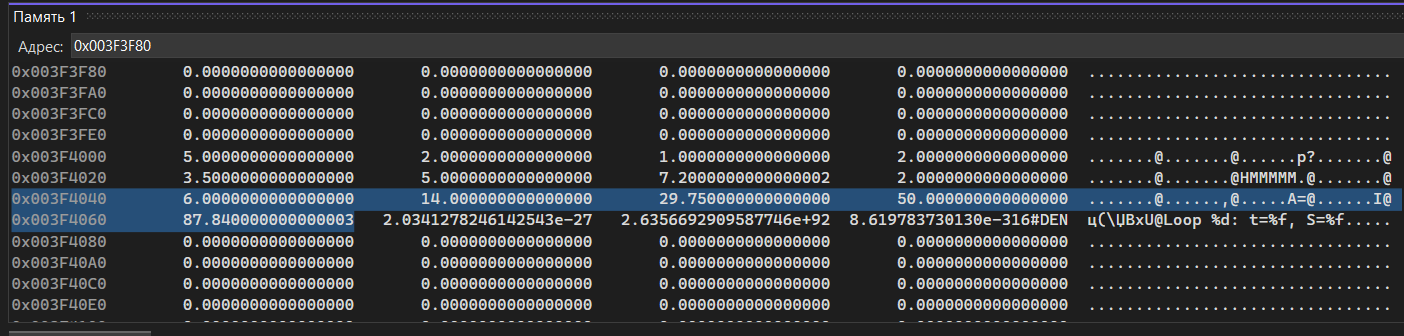 Память 1
Адрес: 0x003F3F80
0x003F3F80 0.0000000000000000 0.0000000000000000 0.0000000000000000 0.0000000000000000 ................................
0x003F3FA0 0.0000000000000000 0.0000000000000000 0.0000000000000000 0.0000000000000000 ................................
0x003F3FC0 0.0000000000000000 0.0000000000000000 0.0000000000000000 0.0000000000000000 ................................
0x003F3FE0 0.0000000000000000 0.0000000000000000 0.0000000000000000 0.0000000000000000 ................................
0x003F4000 5.0000000000000000 2.0000000000000000 1.0000000000000000 2.0000000000000000 .......@.......@......р?.......@
0x003F4020 3.5000000000000000 5.0000000000000000 7.2000000000000002 2.0000000000000000 .......@.......@НМММММ.@.......@
0x003F4040 6.0000000000000000 14.000000000000000 29.750000000000000 50.000000000000000 .......@......,@.....А=@......I@
0x003F4060 87.840000000000003 2.0341278246142543e-27 2.6356692909587746e+92 8.619783730130e-316#DEN ц(\ЏВхU@Loop %d: t=%f, S=%f.....
0x003F4080 0.0000000000000000 0.0000000000000000 0.0000000000000000 0.0000000000000000 ................................
0x003F40A0 0.0000000000000000 0.0000000000000000 0.0000000000000000 0.0000000000000000 ................................
0x003F40C0 0.0000000000000000 0.0000000000000000 0.0000000000000000 0.0000000000000000 ................................
0x003F40E0 0.0000000000000000 0.0000000000000000 0.0000000000000000 0.0000000000000000 ................................